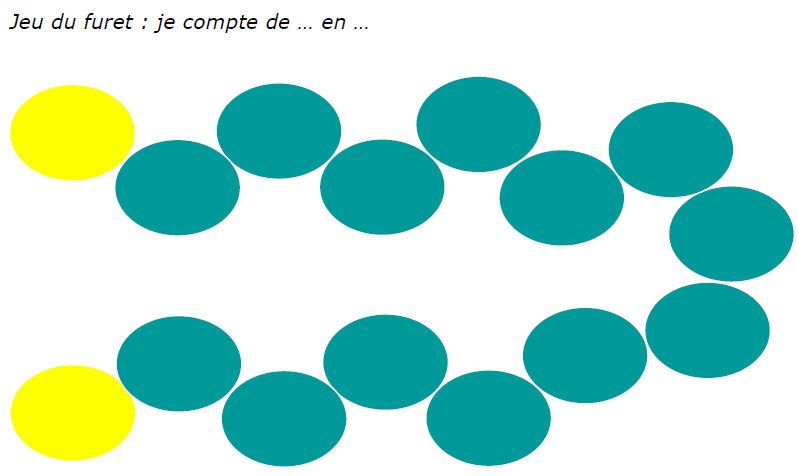 Jeu du furet : je compte de … en …